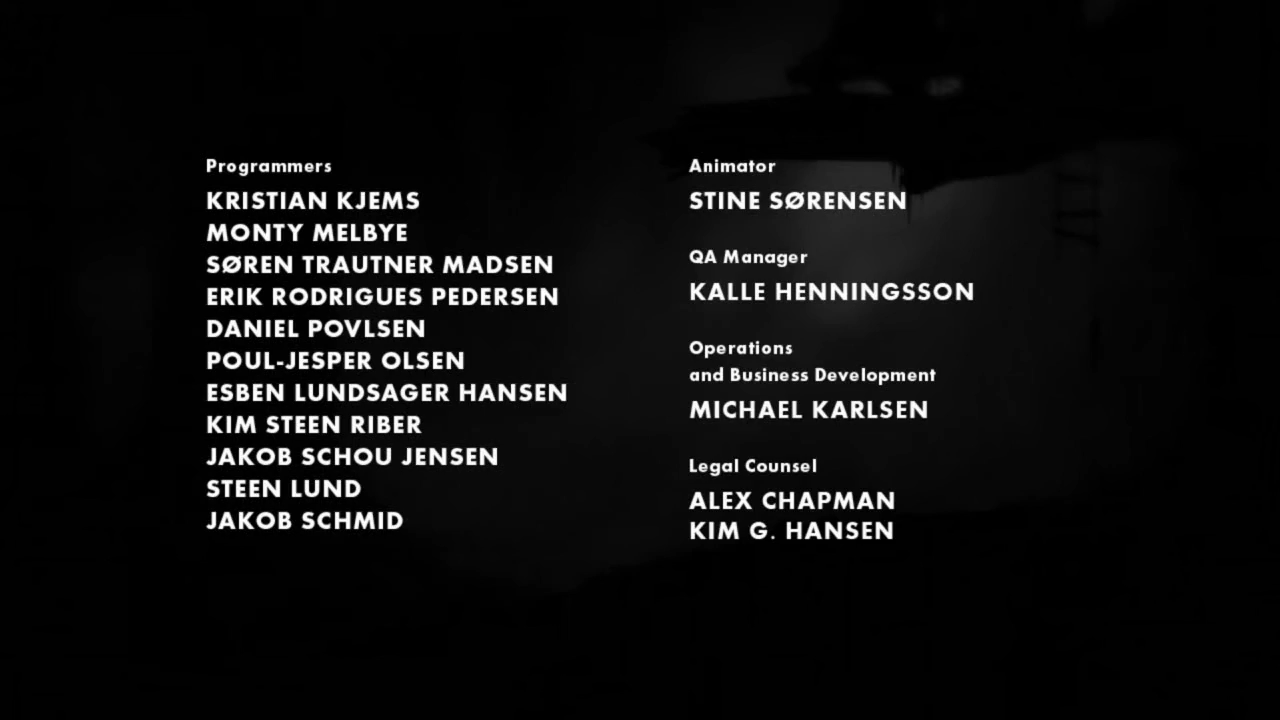 Programmers
KRISTIAN KJEMS
MONTY MELBYE
SØREN TRAUTNER MADSEN
ERIK RODRIGUES PEDERSEN
DANIEL POVLSEN
POUL-JESPER OLSEN
ESBEN LUNDSAGER HANSEN
KIM STEEN RIBER
JAKOB SCHOU JENSEN
STEEN LUND
JAKOB SCHMID
Animator
STINE SØRENSEN
QA Manager
KALLE HENNINGSSON
Operations
and Business Development
MICHAEL KARLSEN
Legal Counsel
ALEX CHAPMAN
KIM G. HANSEN